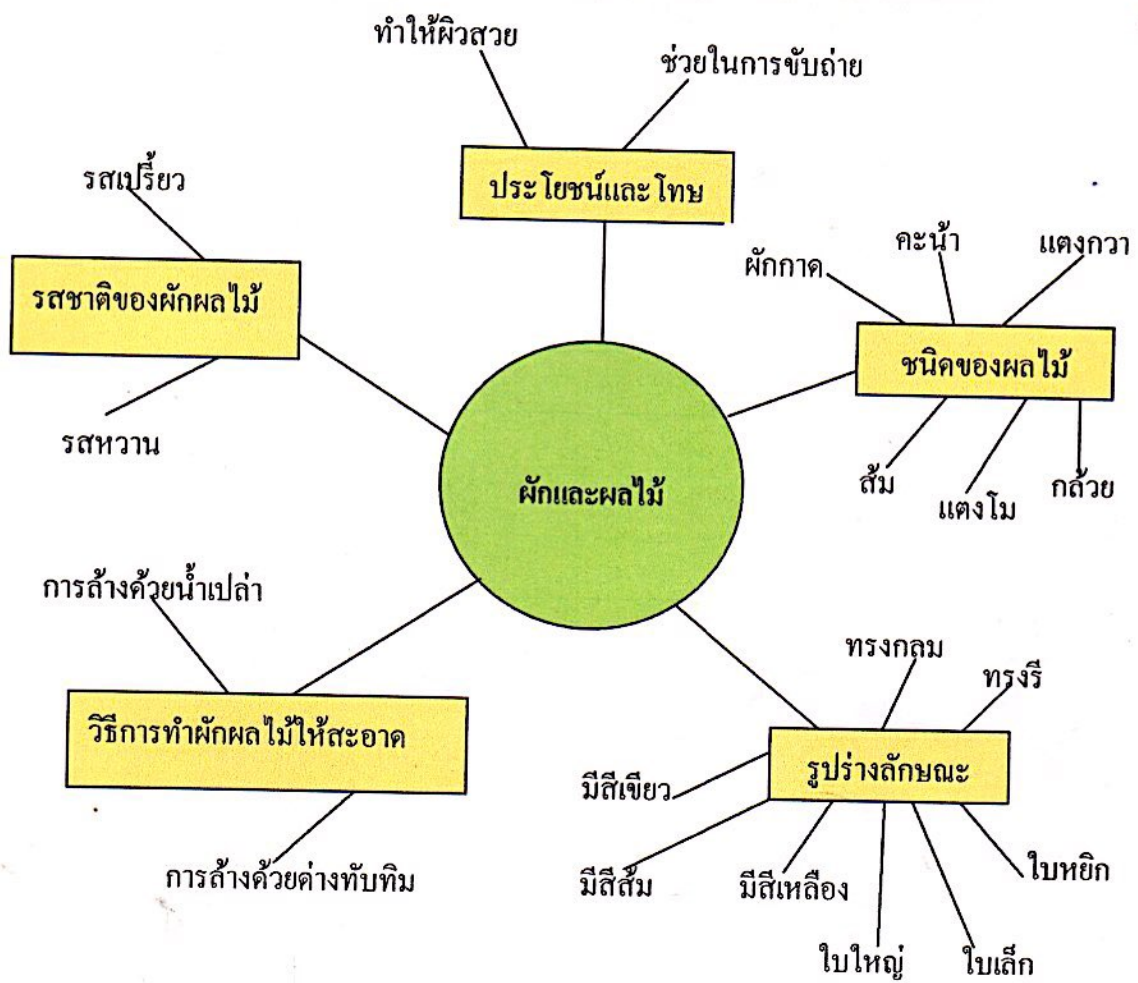 ทำให้ผิวสวย
ช่วยในการขับถ่าย
ประโยชน์และโทษ
รสเปรี้ยว
รสชาติของผักผลไม้
รสหวาน
ผักกาด
คะน้า
แตงกวา
ชนิดของผลไม้
ส้ม
แตงโม
กล้วย
ผักและผลไม้
การล้างด้วยน้ำเปล่า
วิธีการทำผักผลไม้ให้สะอาด
การล้างด้วยด่างทับทิม
ทรงกลม
ทรงรี
รูปร่างลักษณะ
มีสีเขียว
มีสีส้ม
มีสีเหลือง
ใบใหญ่
ใบเล็ก
ใบหยิก